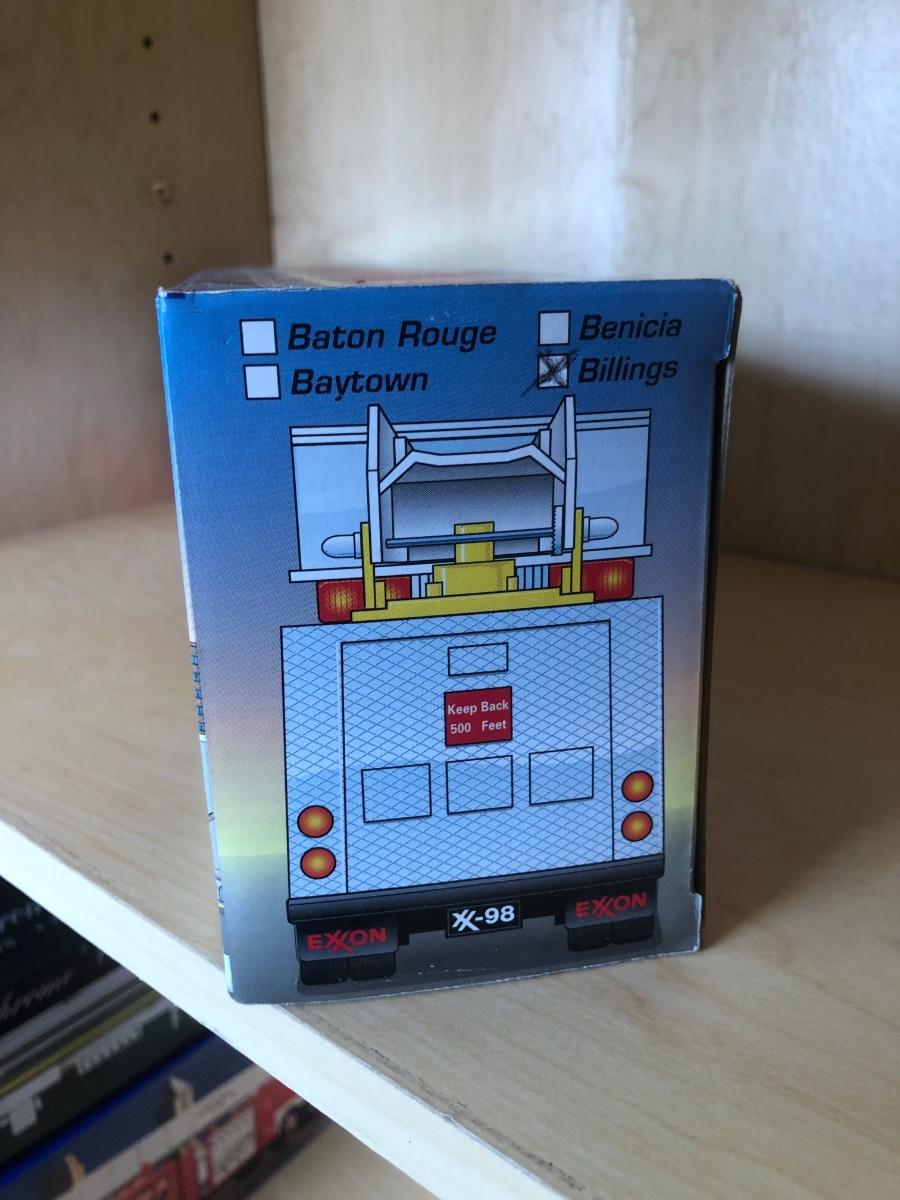 Baton Rouge
Benicia
Baytown
Billings
Keep Back
500 Feet
XX-98
EXXON
EXXON